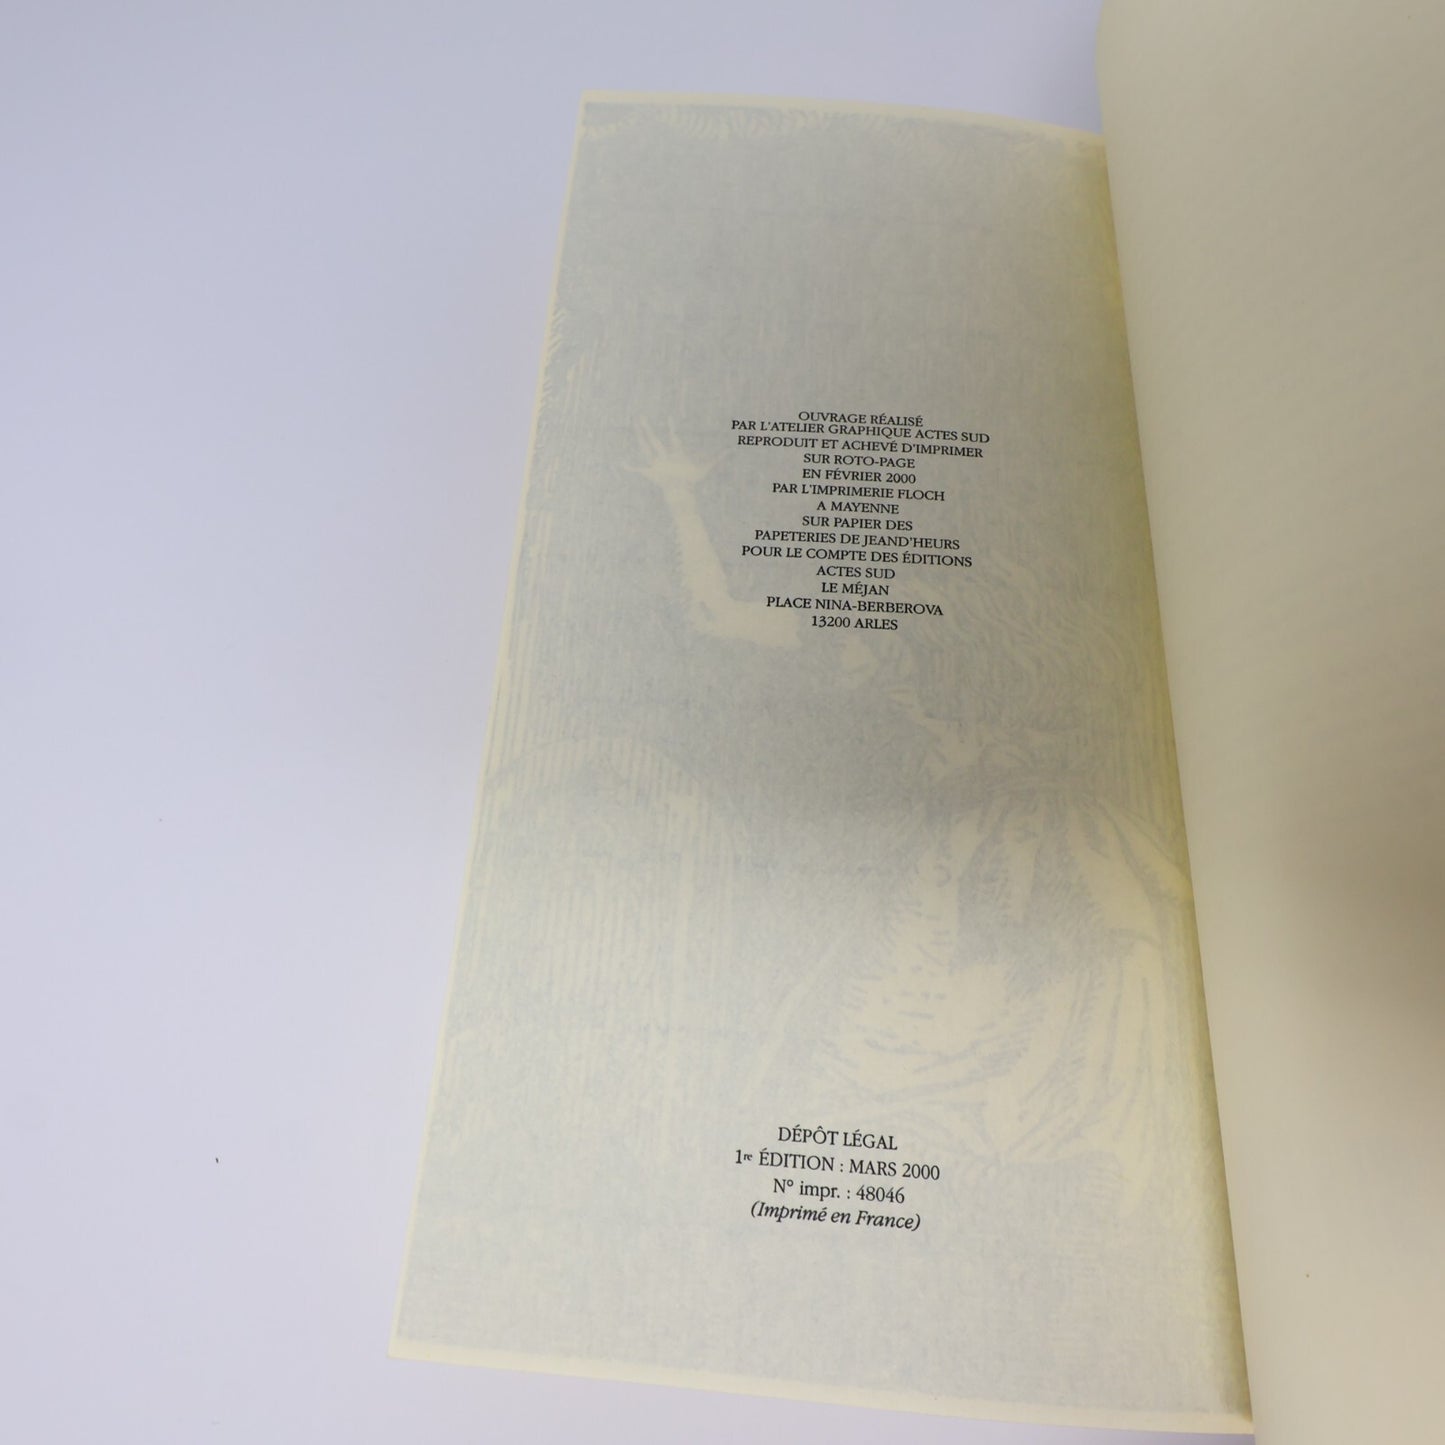 OUVRAGE RÉALISÉ
PAR L'ATELIER GRAPHIQUE ACTES SUD
REPRODUIT ET ACHEVÉ D'IMPRIMER
SUR ROTO-PAGE
EN FÉVRIER 2000
PAR L'IMPRIMERIE FLOCH
A MAYENNE
SUR PAPIER DES
PAPETERIES DE JEAND'HEURS
POUR LE COMPTE DES ÉDITIONS
ACTES SUD
LE MÉJAN
PLACE NINA-BERBEROVA
13200 ARLES
DÉPÔT LÉGAL
1re ÉDITION : MARS 2000
N° impr. : 48046
(Imprimé en France)